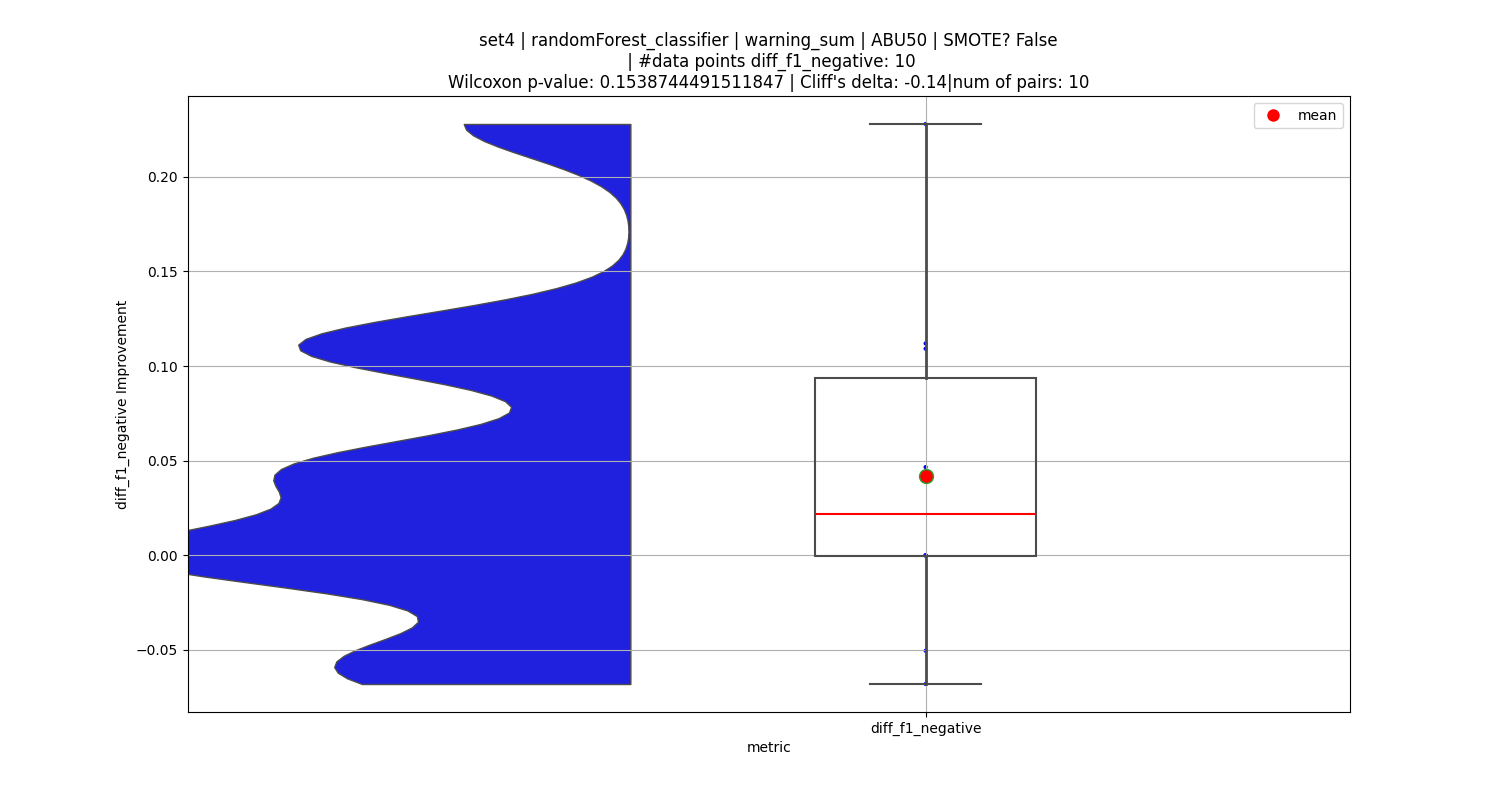 set4 | randomForest_classifier | warning_sum | ABU50 | SMOTE? False
| #data points diff_f1_negative: 10
Wilcoxon p-value: 0.1538744491511847 | Cliff's delta: -0.14|num of pairs: 10
mean
0.20
0.15
0.10
0.05
0.00
−0.05
diff_f1_negative Improvement
diff_f1_negative
metric